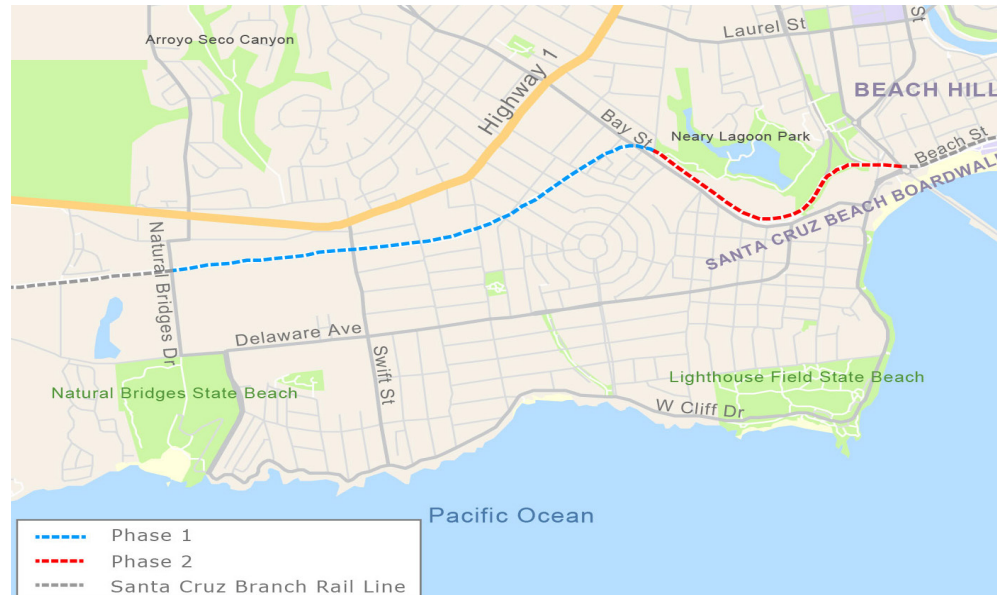 Laurel St
Arroyo Seco Canyon
Highway 1
BEACH HILL
Bay St
Neary Lagoon Park
Beach St
SANTA CRUZ BEACH BOARDWALK
Natural Bridges Dr
Delaware Ave
Swift St
Natural Bridges State Beach
Lighthouse Field State Beach
W Cliff Dr
Pacific Ocean
Phase 1
Phase 2
Santa Cruz Branch Rail Line